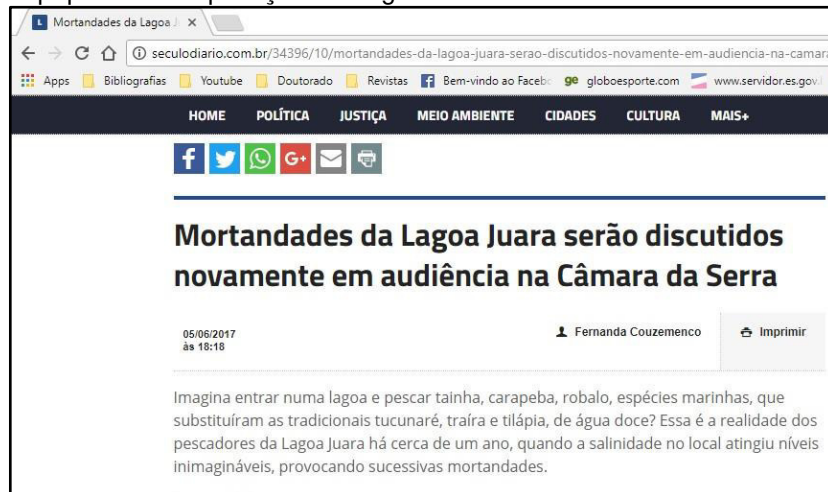 Mortandades da Lagoa J
seculodiario.com.br/34396/10/mortandades-da-lagoa-juara-serao-discutidos-novamente-em-audiencia-na-camar
Apps Bibliografias Youtube Doutorado Revistas Bem-vindo ao Faceb ge globoesporte.com www.servidor.es.gov.
HOME POLÍTICA JUSTIÇA MEIO AMBIENTE CIDADES CULTURA MAIS+
Mortandades da Lagoa Juara serão discutidos
novamente em audiência na Câmara da Serra
05/06/2017
às 18:18
Fernanda Couzemenco
Imprimir
Imagina entrar numa lagoa e pescar tainha, carapeba, robalo, espécies marinhas, que
substituíram as tradicionais tucunaré, traíra e tilápia, de água doce? Essa é a realidade dos
pescadores da Lagoa Juara há cerca de um ano, quando a salinidade no local atingiu níveis
inimagináveis, provocando sucessivas mortandades.